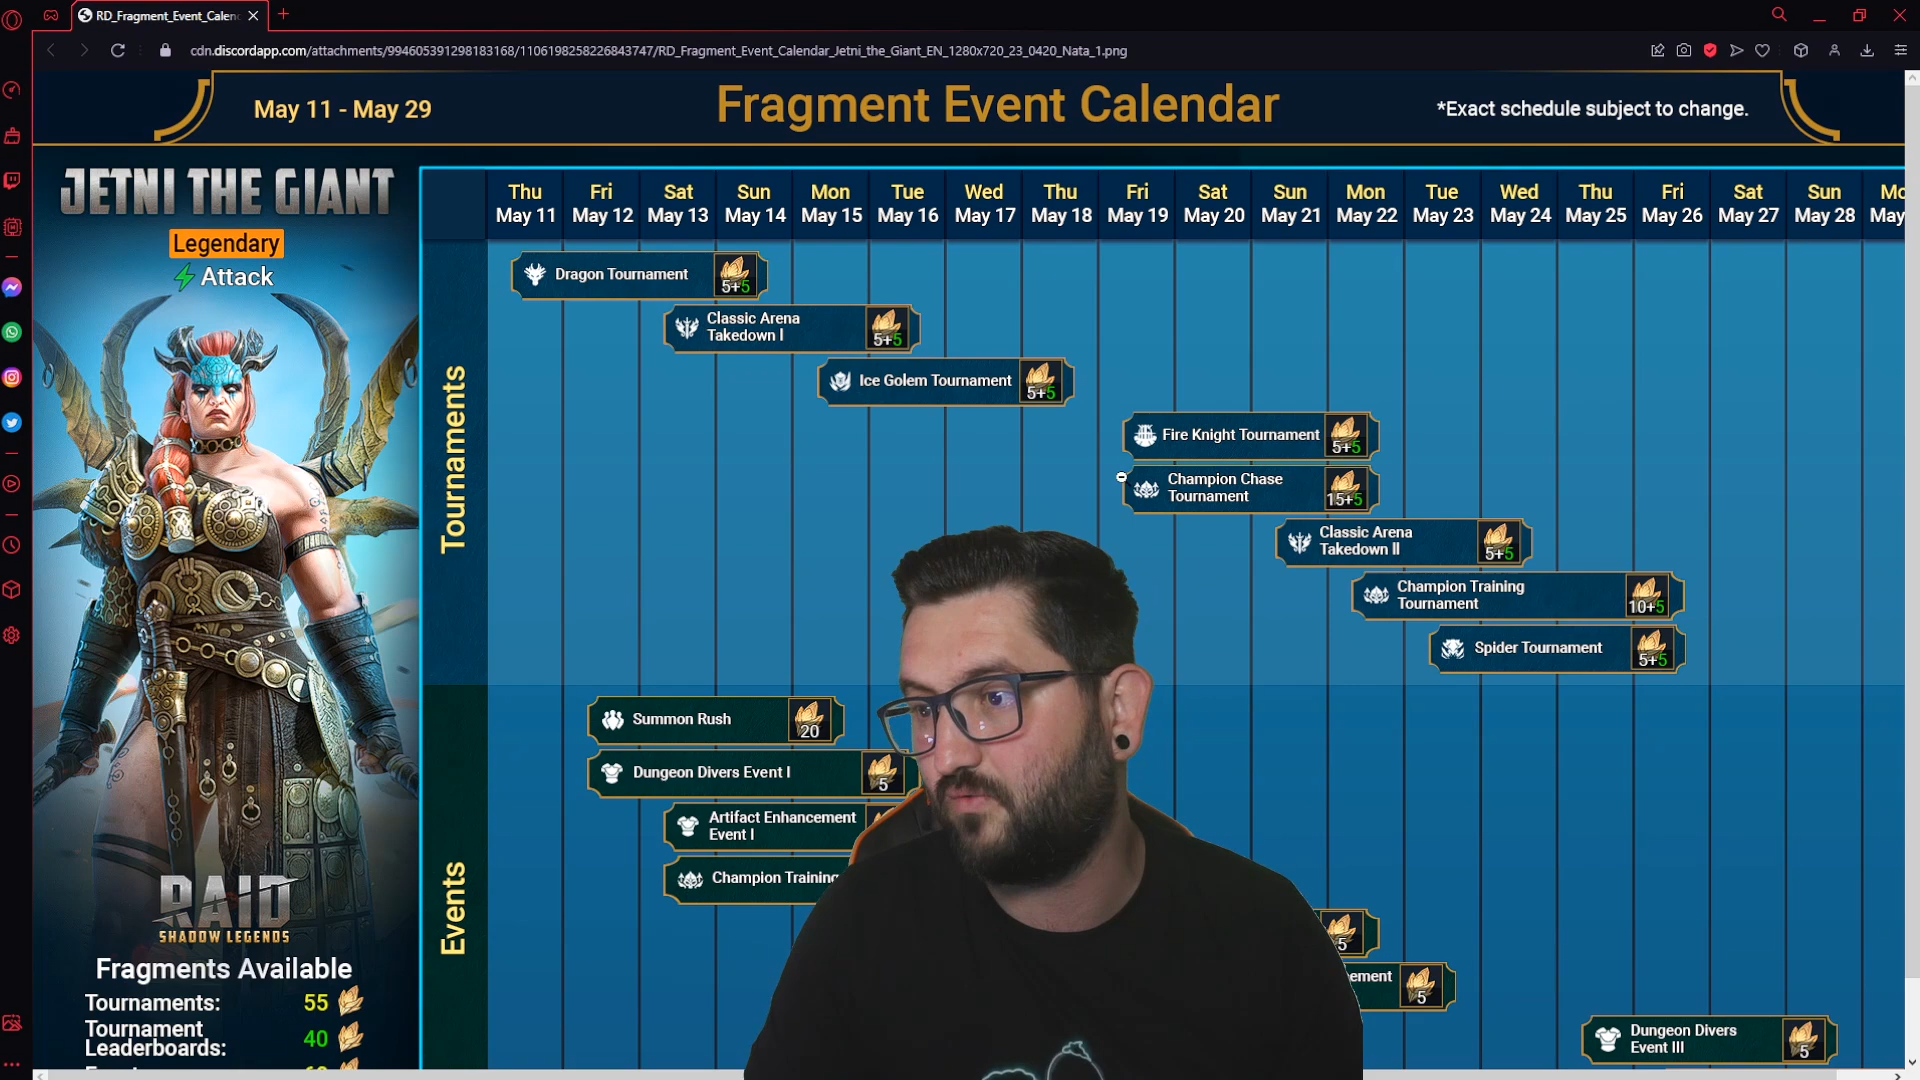 RD_Fragment_Event_Calen
cdn.discordapp.com/attachments/994605391298183168/1106198258226843747/RD_Fragment_Event_Calendar_Jetni_the_Giant_EN_1280x720_23_0420_Nata_1.png
May 11 - May 29
Fragment Event Calendar
*Exact schedule subject to change.
JETNI THE GIANT
Legendary
Attack
Thu Fri Sat Sun Mon Tue Wed Thu Fri Sat Sun Mon Tue Wed Thu Fri Sat Sun Mo
May 11 May 12 May 13 May 14 May 15 May 16 May 17 May 18 May 19 May 20 May 21 May 22 May 23 May 24 May 25 May 26 May 27 May 28 May
Tournaments
Dragon Tournament
5+5
Classic Arena
Takedown I
5+5
Ice Golem Tournament
5+5
Fire Knight Tournament
5+5
Champion Chase
Tournament
15+5
Classic Arena
Takedown II
5+5
Champion Training
Tournament
10+5
Spider Tournament
5+5
Events
Summon Rush
20
Dungeon Divers Event I
5
Artifact Enhancement
Event I
Champion Training
5
ement
5
Dungeon Divers
Event III
5
RAID
SHADOW LEGENDS
Fragments Available
Tournaments: 55
Tournament
Leaderboards: 40